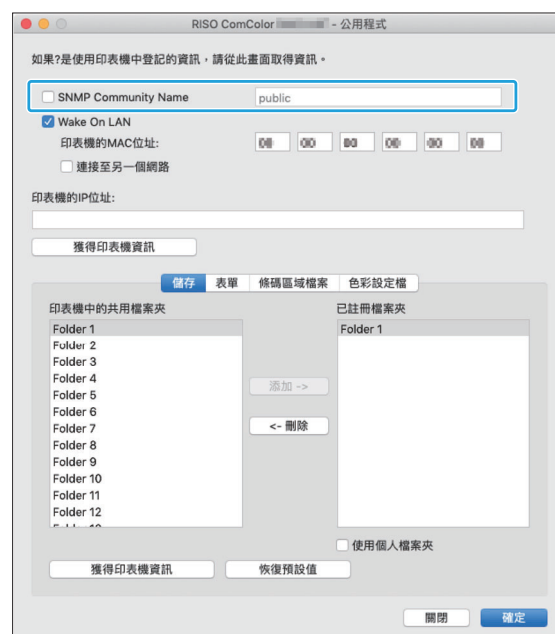 RISO ComColor - 公用程式
如果?是使用印表機中登記的資訊，請從此畫面取得資訊。
SNMP Community Name public
Wake On LAN
印表機的MAC位址:
連接至另一個網路
印表機的IP位址:
獲得印表機資訊
儲存 表單 條碼區域檔案 色彩設定檔
印表機中的共用檔案夾 已註冊檔案夾
Folder 1 Folder 1
Folder 2
Folder 3
Folder 4
添加 ->
Folder 5
Folder 6
Folder 7 <- 刪除
Folder 8
Folder 9
Folder 10
Folder 11
Folder 12
使用個人檔案夾
獲得印表機資訊 恢復預設值
關閉 確定